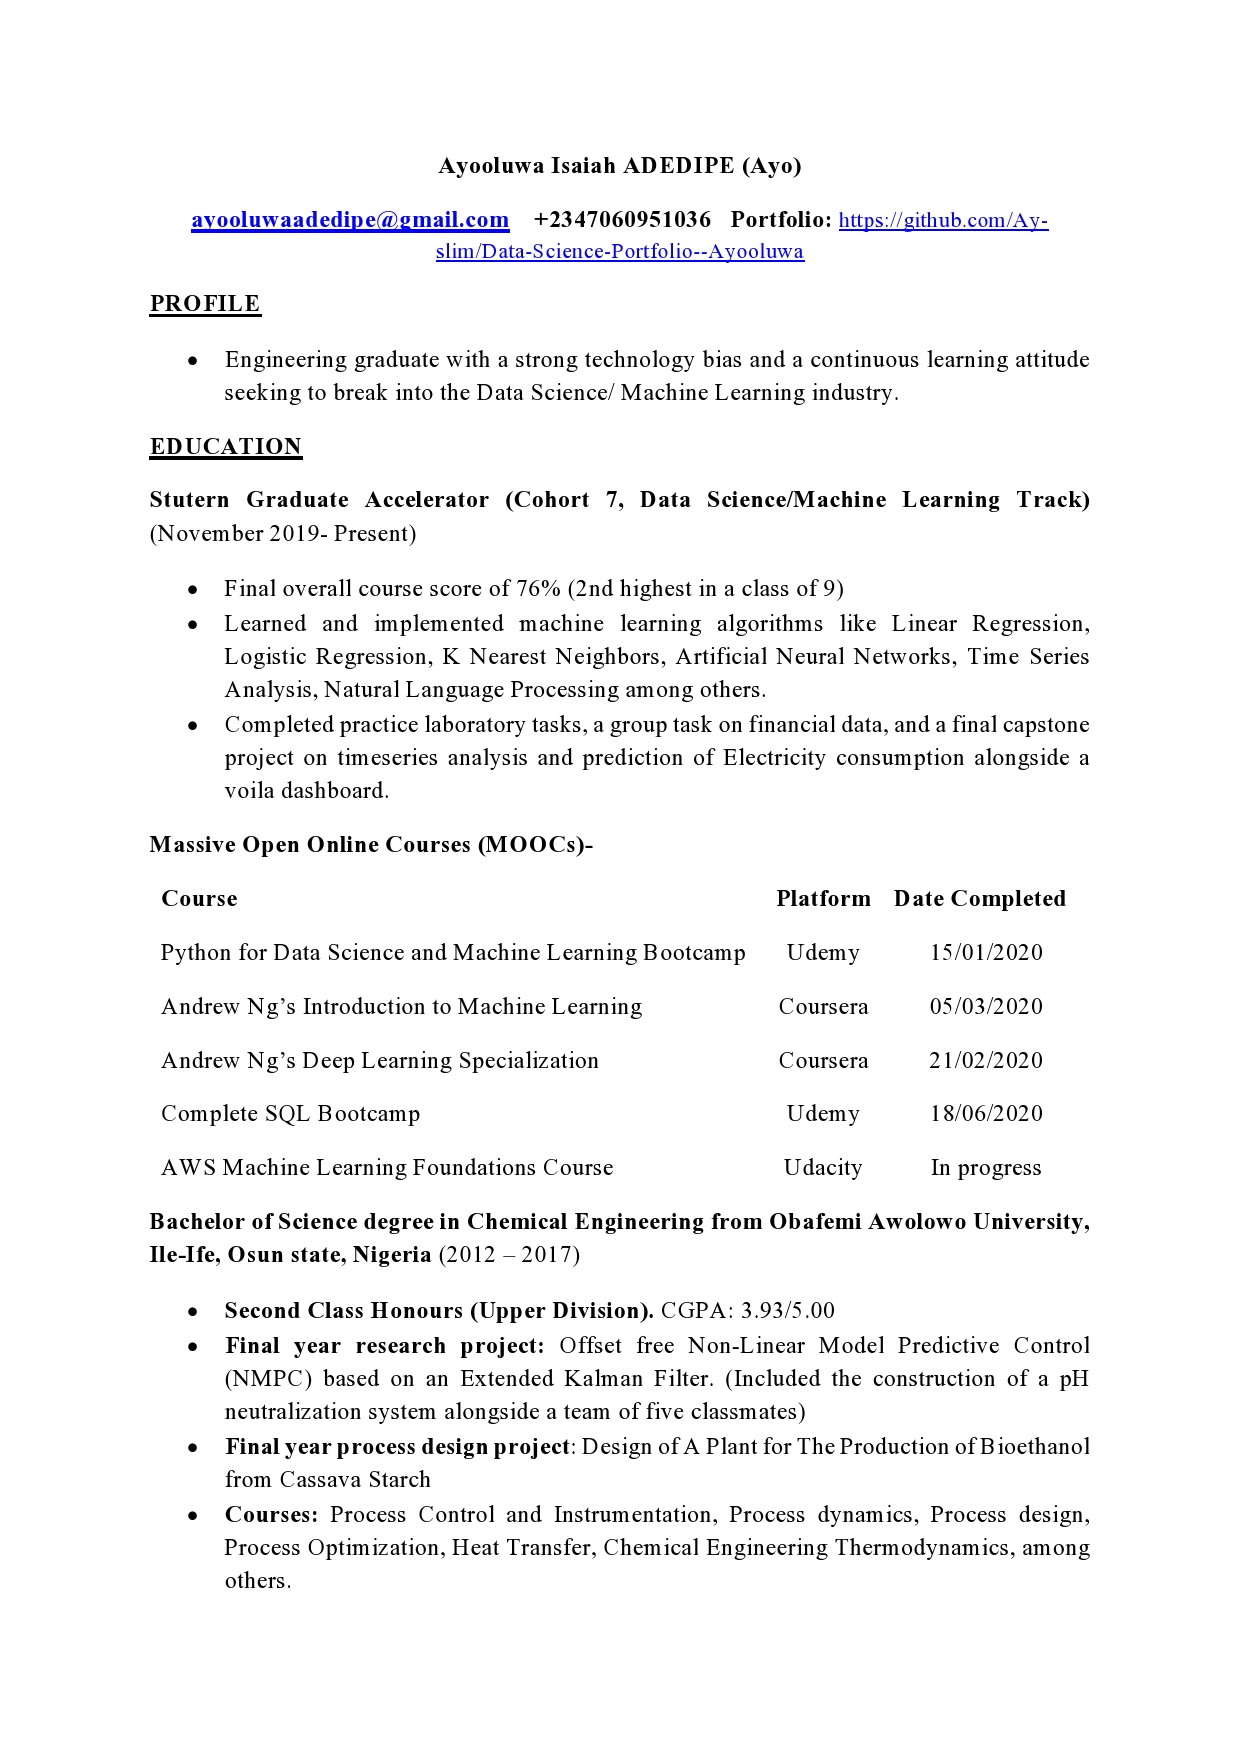 Ayooluwa Isaiah ADEDIPE (Ayo)
ayooluwaadedipe@gmail.com +2347060951036 Portfolio: https://github.com/Ay-
slim/Data-Science-Portfolio--Ayooluwa
PROFILE
• Engineering graduate with a strong technology bias and a continuous learning attitude
seeking to break into the Data Science/ Machine Learning industry.
EDUCATION
Stutern Graduate Accelerator (Cohort 7, Data Science/Machine Learning Track)
(November 2019- Present)
• Final overall course score of 76% (2nd highest in a class of 9)
• Learned and implemented machine learning algorithms like Linear Regression,
Logistic Regression, K Nearest Neighbors, Artificial Neural Networks, Time Series
Analysis, Natural Language Processing among others.
• Completed practice laboratory tasks, a group task on financial data, and a final capstone
project on timeseries analysis and prediction of Electricity consumption alongside a
voila dashboard.
Massive Open Online Courses (MOOCs)-
Course Platform Date Completed
Python for Data Science and Machine Learning Bootcamp Udemy 15/01/2020
Andrew Ng’s Introduction to Machine Learning Coursera 05/03/2020
Andrew Ng’s Deep Learning Specialization Coursera 21/02/2020
Complete SQL Bootcamp Udemy 18/06/2020
AWS Machine Learning Foundations Course Udacity In progress
Bachelor of Science degree in Chemical Engineering from Obafemi Awolowo University,
Ile-Ife, Osun state, Nigeria (2012 – 2017)
• Second Class Honours (Upper Division). CGPA: 3.93/5.00
• Final year research project: Offset free Non-Linear Model Predictive Control
(NMPC) based on an Extended Kalman Filter. (Included the construction of a pH
neutralization system alongside a team of five classmates)
• Final year process design project: Design of A Plant for The Production of Bioethanol
from Cassava Starch
• Courses: Process Control and Instrumentation, Process dynamics, Process design,
Process Optimization, Heat Transfer, Chemical Engineering Thermodynamics, among
others.